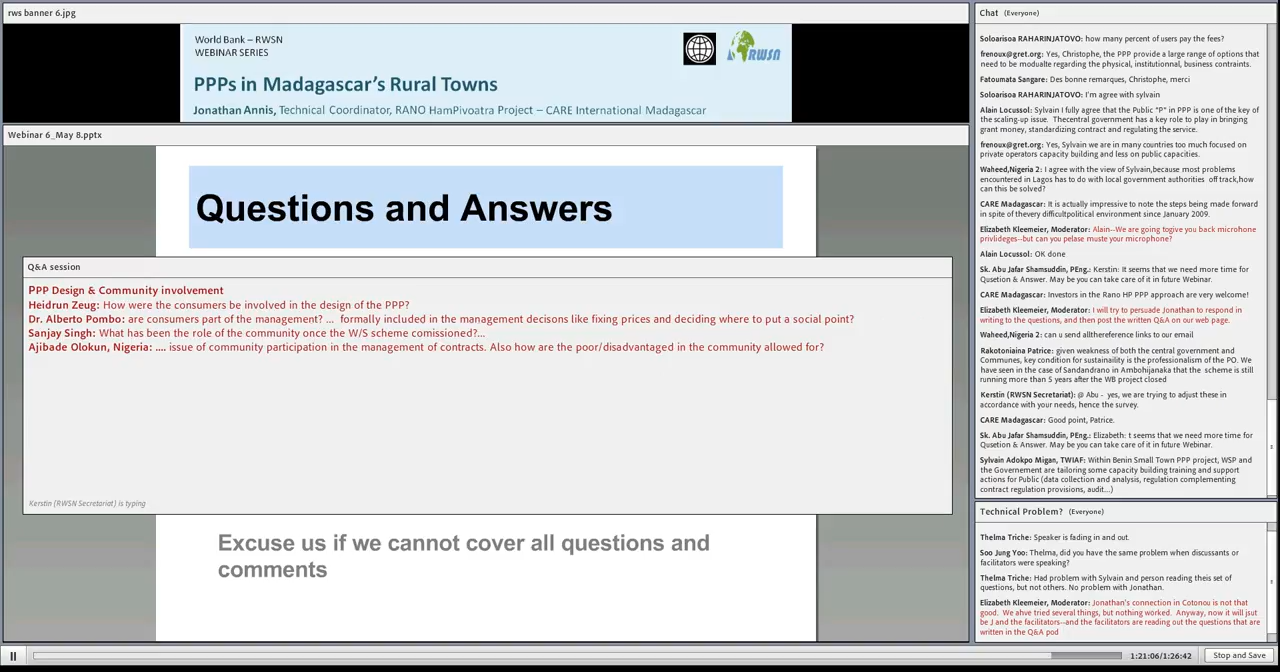 rws banner 6.jpg
World Bank – RWSN
WEBINAR SERIES
RWSN
PPPs in Madagascar's Rural Towns
Jonathan Annis, Technical Coordinator, RANO HamPivoatra Project – CARE International Madagascar
Webinar 6_May 8.pptx
Questions and Answers
Q&A session
PPP Design & Community involvement
Heidrun Zeug: How were the consumers be involved in the design of the PPP?
Dr. Alberto Pombo: are consumers part of the management? ... formally included in the management decisons like fixing prices and deciding where to put a social point?
Sanjay Singh: What has been the role of the community once the W/S scheme comissioned?...
Ajibade Olokun, Nigeria: .... issue of community participation in the management of contracts. Also how are the poor/disadvantaged in the community allowed for?
Kerstin (RWSN Secretariat) is typing
Excuse us if we cannot cover all questions and
comments
Chat (Everyone)
Soloarisoa RAHARINJATOVO: how many percent of users pay the fees?
frenoux@gret.org: Yes, Christophe, the PPP provide a large range of options that
need to be modualte regarding the physical, institutionnal, business contraints.
Fatoumata Sangare: Des bonne remarques, Christophe, merci
Soloarisoa RAHARINJATOVO: I'm agree with sylvain
Alain Locussol: Sylvain I fully agree that the Public "P" in PPP is one of the key of
the scaling-up issue. Thecentral government has a key role to play in bringing
grant money, standardizing contract and regulating the service.
frenoux@gret.org: Yes, Sylvain we are in many countries too much focused on
private operators capacity building and less on public capacities.
Waheed,Nigeria 2: I agree with the view of Sylvain,because most problems
encountered in Lagos has to do with local government authorities off track,how
can this be solved?
CARE Madagascar: It is actually impressive to note the steps being made forward
in spite of thevery difficultpolitical environment since January 2009.
Elizabeth Kleemeier, Moderator: Alain--We are going togive you back microhone
privlideges--but can you pelase muste your microphone?
Alain Locussol: OK done
Sk. Abu Jafar Shamsuddin, PEng.: Kerstin: It seems that we need more time for
Qusetion & Answer. May be you can take care of it in future Webinar.
CARE Madagascar: Investors in the Rano HP PPP approach are very welcome!
Elizabeth Kleemeier, Moderator: I will try to persuade Jonathan to respond in
writing to the questions, and then post the written Q&A on our web page.
Waheed,Nigeria 2: can u send allthereference links to our email
Rakotoniaina Patrice: given weakness of both the central government and
Communes, key condition for sustainaility is the professionalism of the PO. We
have seen in the case of Sandandrano in Ambohijanaka that the scheme is still
running more than 5 years after the WB project closed
Kerstin (RWSN Secretariat): @ Abu - yes, we are trying to adjust these in
accordance with your needs, hence the survey.
CARE Madagascar: Good point, Patrice.
Sk. Abu Jafar Shamsuddin, PEng.: Elizabeth: t seems that we need more time for
Qusetion & Answer. May be you can take care of it in future Webinar.
Sylvain Adokpo Migan, TWIAF: Within Benin Small Town PPP project, WSP and
the Governement are tailoring some capacity building training and support
actions for Public (data collection and analysis, regulation complementing
contract regulation provisions, audit...)
Technical Problem? (Everyone)
Thelma Triche: Speaker is fading in and out.
Soo Jung Yoo: Thelma, did you have the same problem when discussants or
facilitators were speaking?
Thelma Triche: Had problem with Sylvain and person reading theis set of
questions, but not others. No problem with Jonathan.
Elizabeth Kleemeier, Moderator: Jonathan's connection in Cotonou is not that
good. We ahve tried several things, but nothing worked. Anyway, now it will jsut
be J and the facilitators--and the facilitators are reading out the questions that are
written in the Q&A pod
1:21:06/1:26:42
Stop and Save